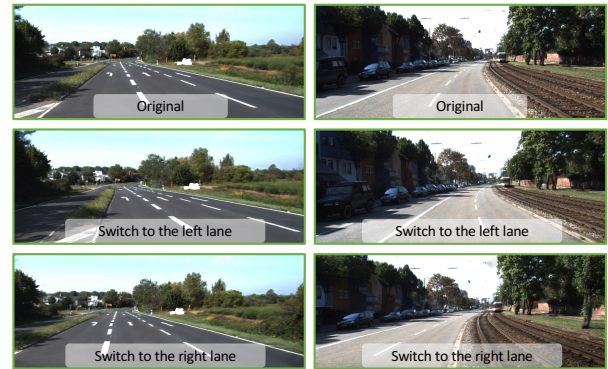 Original
Original
Switch to the left lane
Switch to the left lane
Switch to the right lane
Switch to the right lane